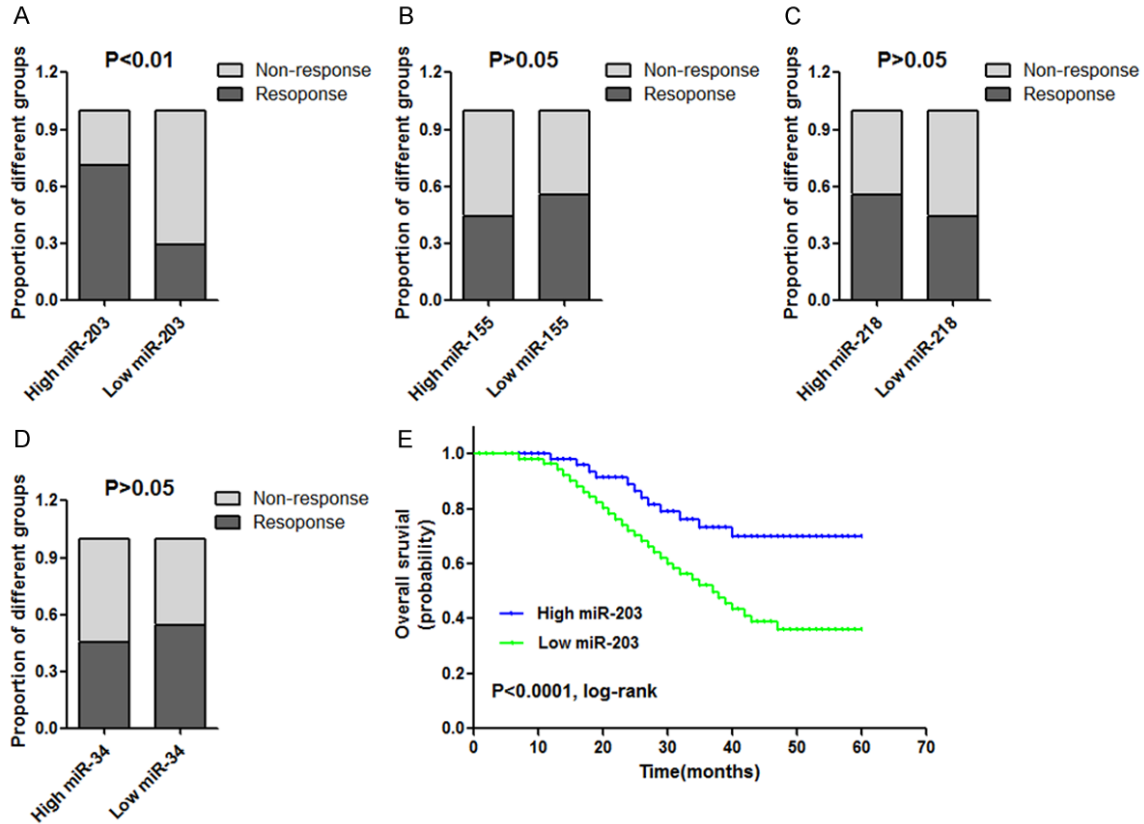 A
P<0.01
Proportion of different groups
1.2
0.9
0.6
0.3
0.0
Non-response
Resoponse
High miR-203
Low miR-203
B
P>0.05
Proportion of different groups
1.2
0.9
0.6
0.3
0.0
Non-response
Resoponse
High miR-155
Low miR-155
C
P>0.05
Proportion of different groups
1.2
0.9
0.6
0.3
0.0
Non-response
Resoponse
High miR-218
Low miR-218
D
P>0.05
Proportion of different groups
1.2
0.9
0.6
0.3
0.0
Non-response
Resoponse
High miR-34
Low miR-34
E
Overall sruvial
(probability)
1.0
0.8
0.6
0.4
0.2
0.0
High miR-203
Low miR-203
P<0.0001, log-rank
0 10 20 30 40 50 60 70
Time(months)